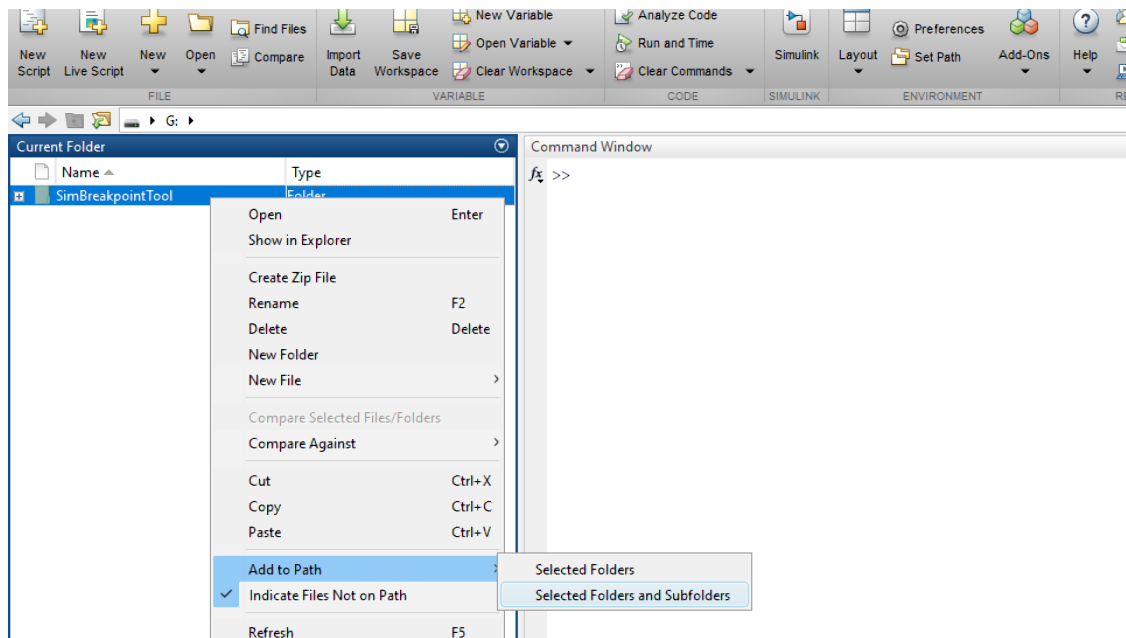 New Script
New Live Script
New
Open
Find Files
Compare
Import Data
Save Workspace
New Variable
Open Variable
Clear Workspace
Analyze Code
Run and Time
Clear Commands
Simulink
Layout
Preferences
Set Path
Add-Ons
Help
FILE
VARIABLE
CODE
SIMULINK
ENVIRONMENT
G:
Current Folder
Command Window
Name
Type
fx >>
SimBreakpointTool
Folder
Open Enter
Show in Explorer
Create Zip File
Rename F2
Delete Delete
New Folder
New File
Compare Selected Files/Folders
Compare Against
Cut Ctrl+X
Copy Ctrl+C
Paste Ctrl+V
Add to Path
Selected Folders
Indicate Files Not on Path
Selected Folders and Subfolders
Refresh F5